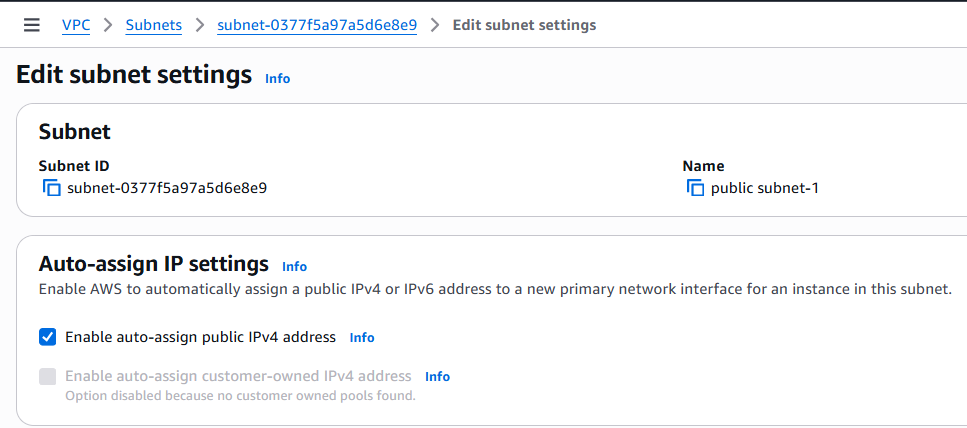 VPC > Subnets > subnet-0377f5a97a5d6e8e9 > Edit subnet settings
Edit subnet settings Info
Subnet
Subnet ID
subnet-0377f5a97a5d6e8e9
Name
public subnet-1
Auto-assign IP settings Info
Enable AWS to automatically assign a public IPv4 or IPv6 address to a new primary network interface for an instance in this subnet.
Enable auto-assign public IPv4 address Info
Enable auto-assign customer-owned IPv4 address Info
Option disabled because no customer owned pools found.